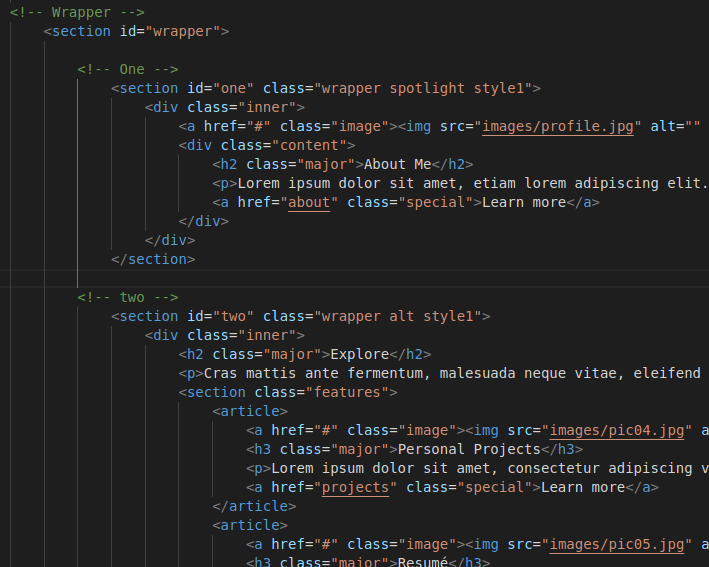 <!-- Wrapper -->
<section id="wrapper">
<!-- One -->
<section id="one" class="wrapper spotlight style1">
<div class="inner">
<a href="#" class="image"><img src="images/profile.jpg" alt=""
<div class="content">
<h2 class="major">About Me</h2>
<p>Lorem ipsum dolor sit amet, etiam lorem adipiscing elit.
<a href="about" class="special">Learn more</a>
</div>
</div>
</section>
<!-- two -->
<section id="two" class="wrapper alt style1">
<div class="inner">
<h2 class="major">Explore</h2>
<p>Cras mattis ante fermentum, malesuada neque vitae, eleifend
<section class="features">
<article>
<a href="#" class="image"><img src="images/pic04.jpg" a
<h3 class="major">Personal Projects</h3>
<p>Lorem ipsum dolor sit amet, consectetur adipiscing v
<a href="projects" class="special">Learn more</a>
</article>
<article>
<a href="#" class="image"><img src="images/pic05.jpg" a
<h3 class="major">Resumé</h3>